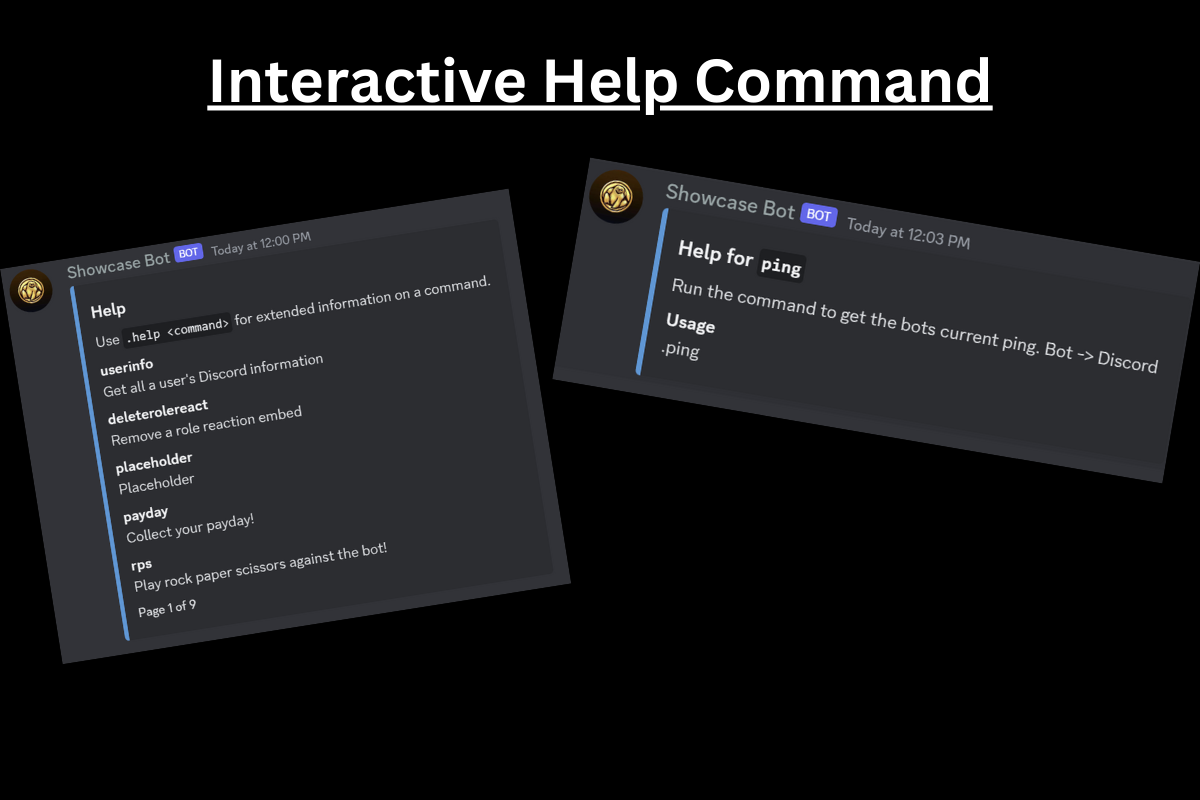 Interactive Help Command
Showcase Bot BOT Today at 12:00 PM
Help
Use .help <command> for extended information on a command.
userinfo
Get all a user's Discord information
deleterolereact
Remove a role reaction embed
placeholder
Placeholder
payday
Collect your payday!
rps
Play rock paper scissors against the bot!
Page 1 of 9
Showcase Bot BOT Today at 12:03 PM
Help for ping
Run the command to get the bots current ping. Bot -> Discord
Usage
.ping